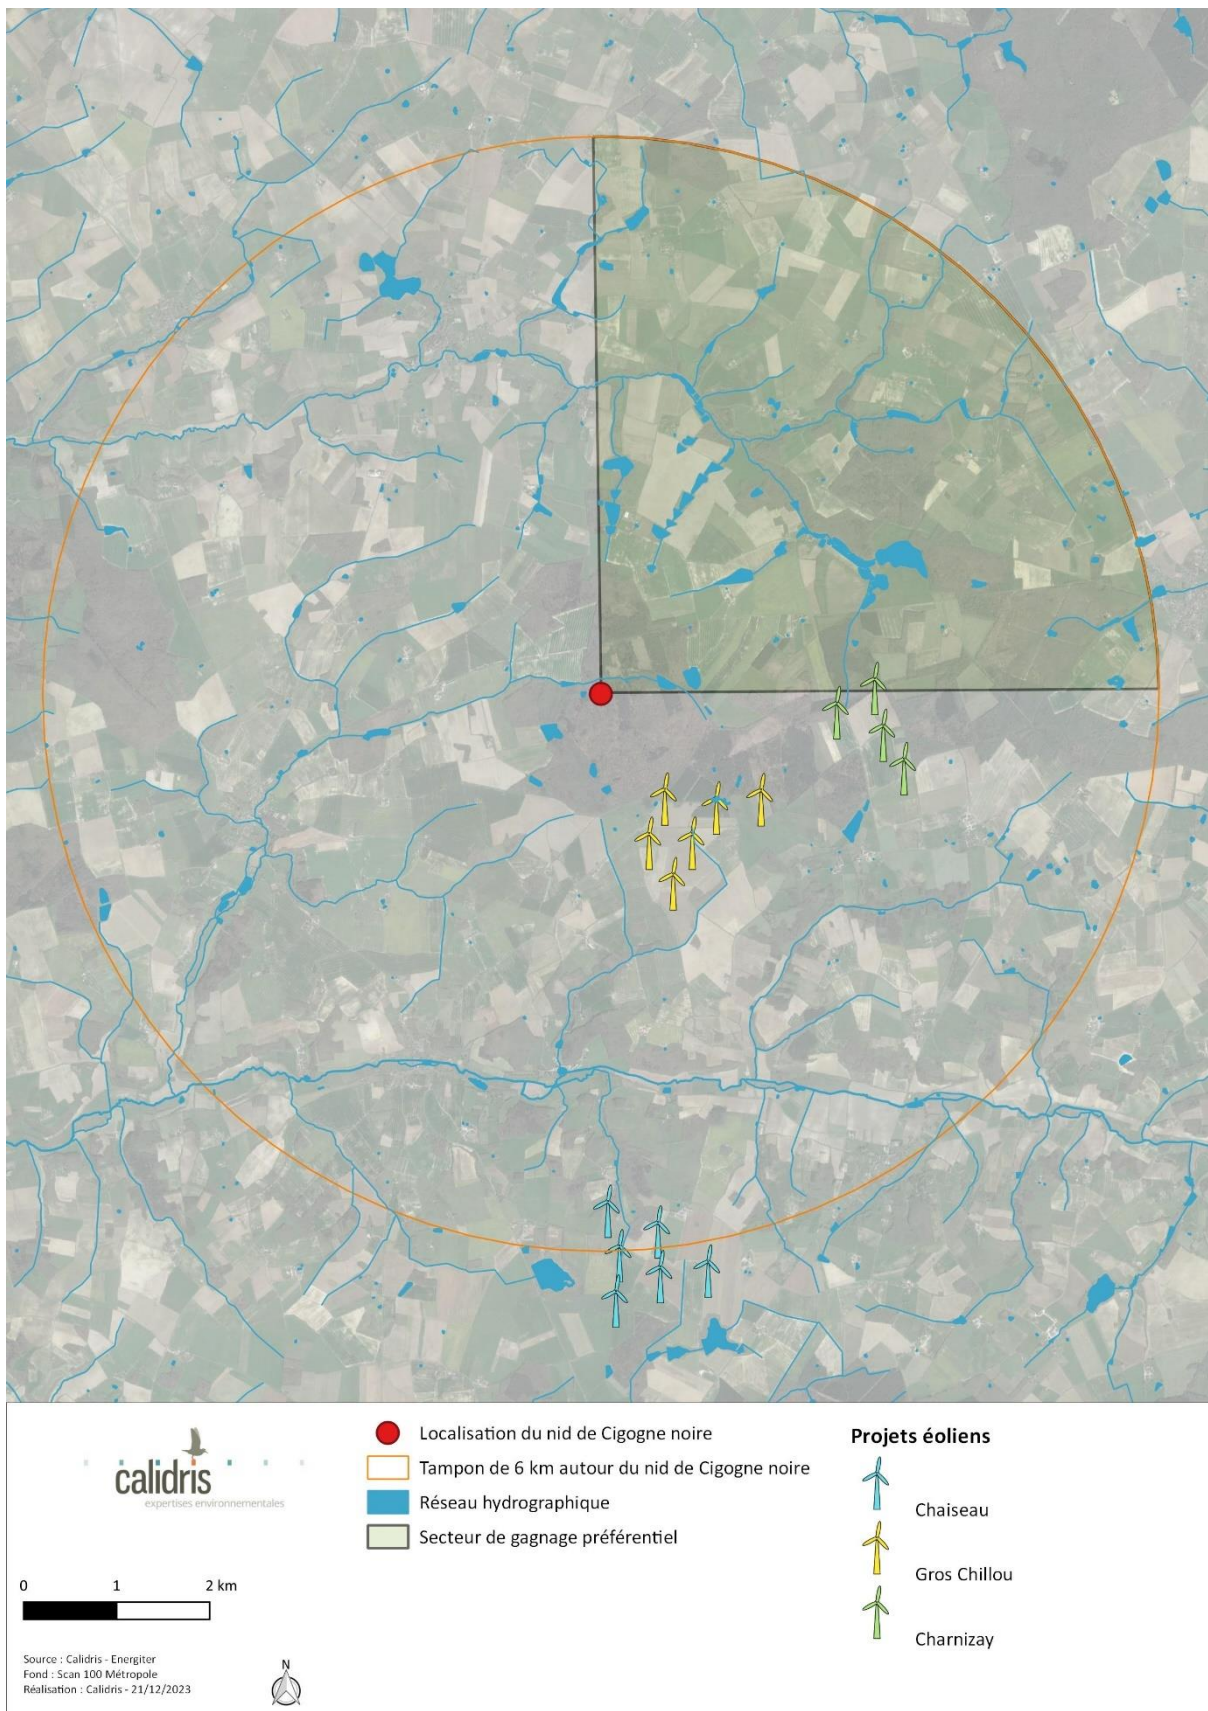 calidris
expertises environnementales
Localisation du nid de Cigogne noire
Tampon de 6 km autour du nid de Cigogne noire
Réseau hydrographique
Secteur de gagnage préférentiel
Projets éoliens
Chaiseau
Gros Chillou
Charnizay
0 1 2 km
Source : Calidris - Energiter
Fond : Scan 100 Métropole
Réalisation : Calidris - 21/12/2023
N